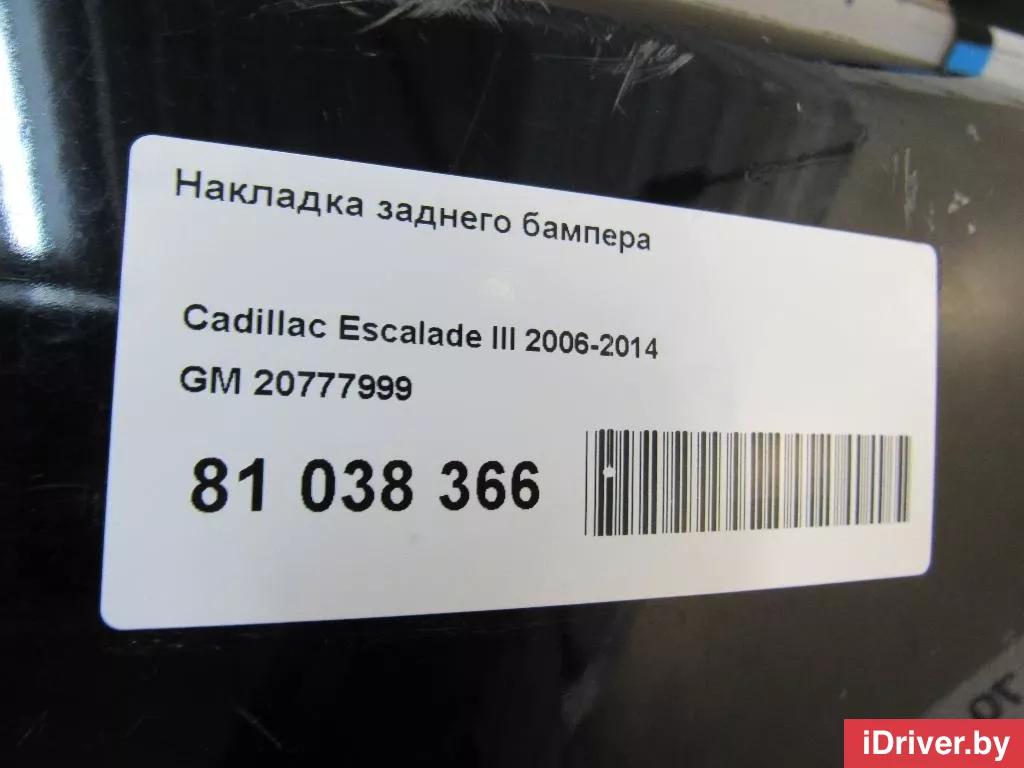 Накладка заднего бампера
Cadillac Escalade III 2006-2014
GM 20777999
81 038 366
iDriver.by